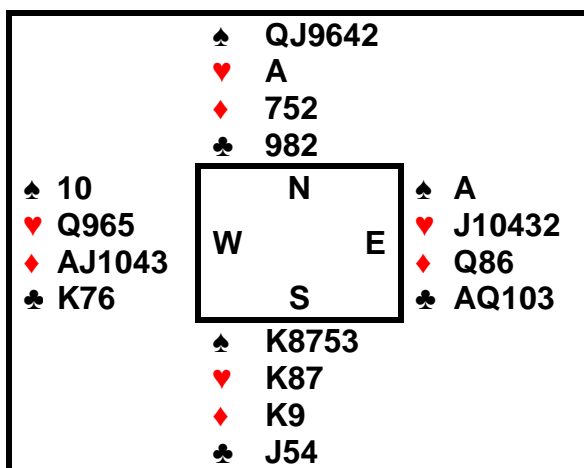 ♠ QJ9642
♥ A
♦ 752
♣ 982
♠ 10 N ♠ A
♥ Q965 ♥ J10432
W E
♦ AJ1043 ♦ Q86
♣ K76 S ♣ AQ103
♠ K8753
♥ K87
♦ K9
♣ J54